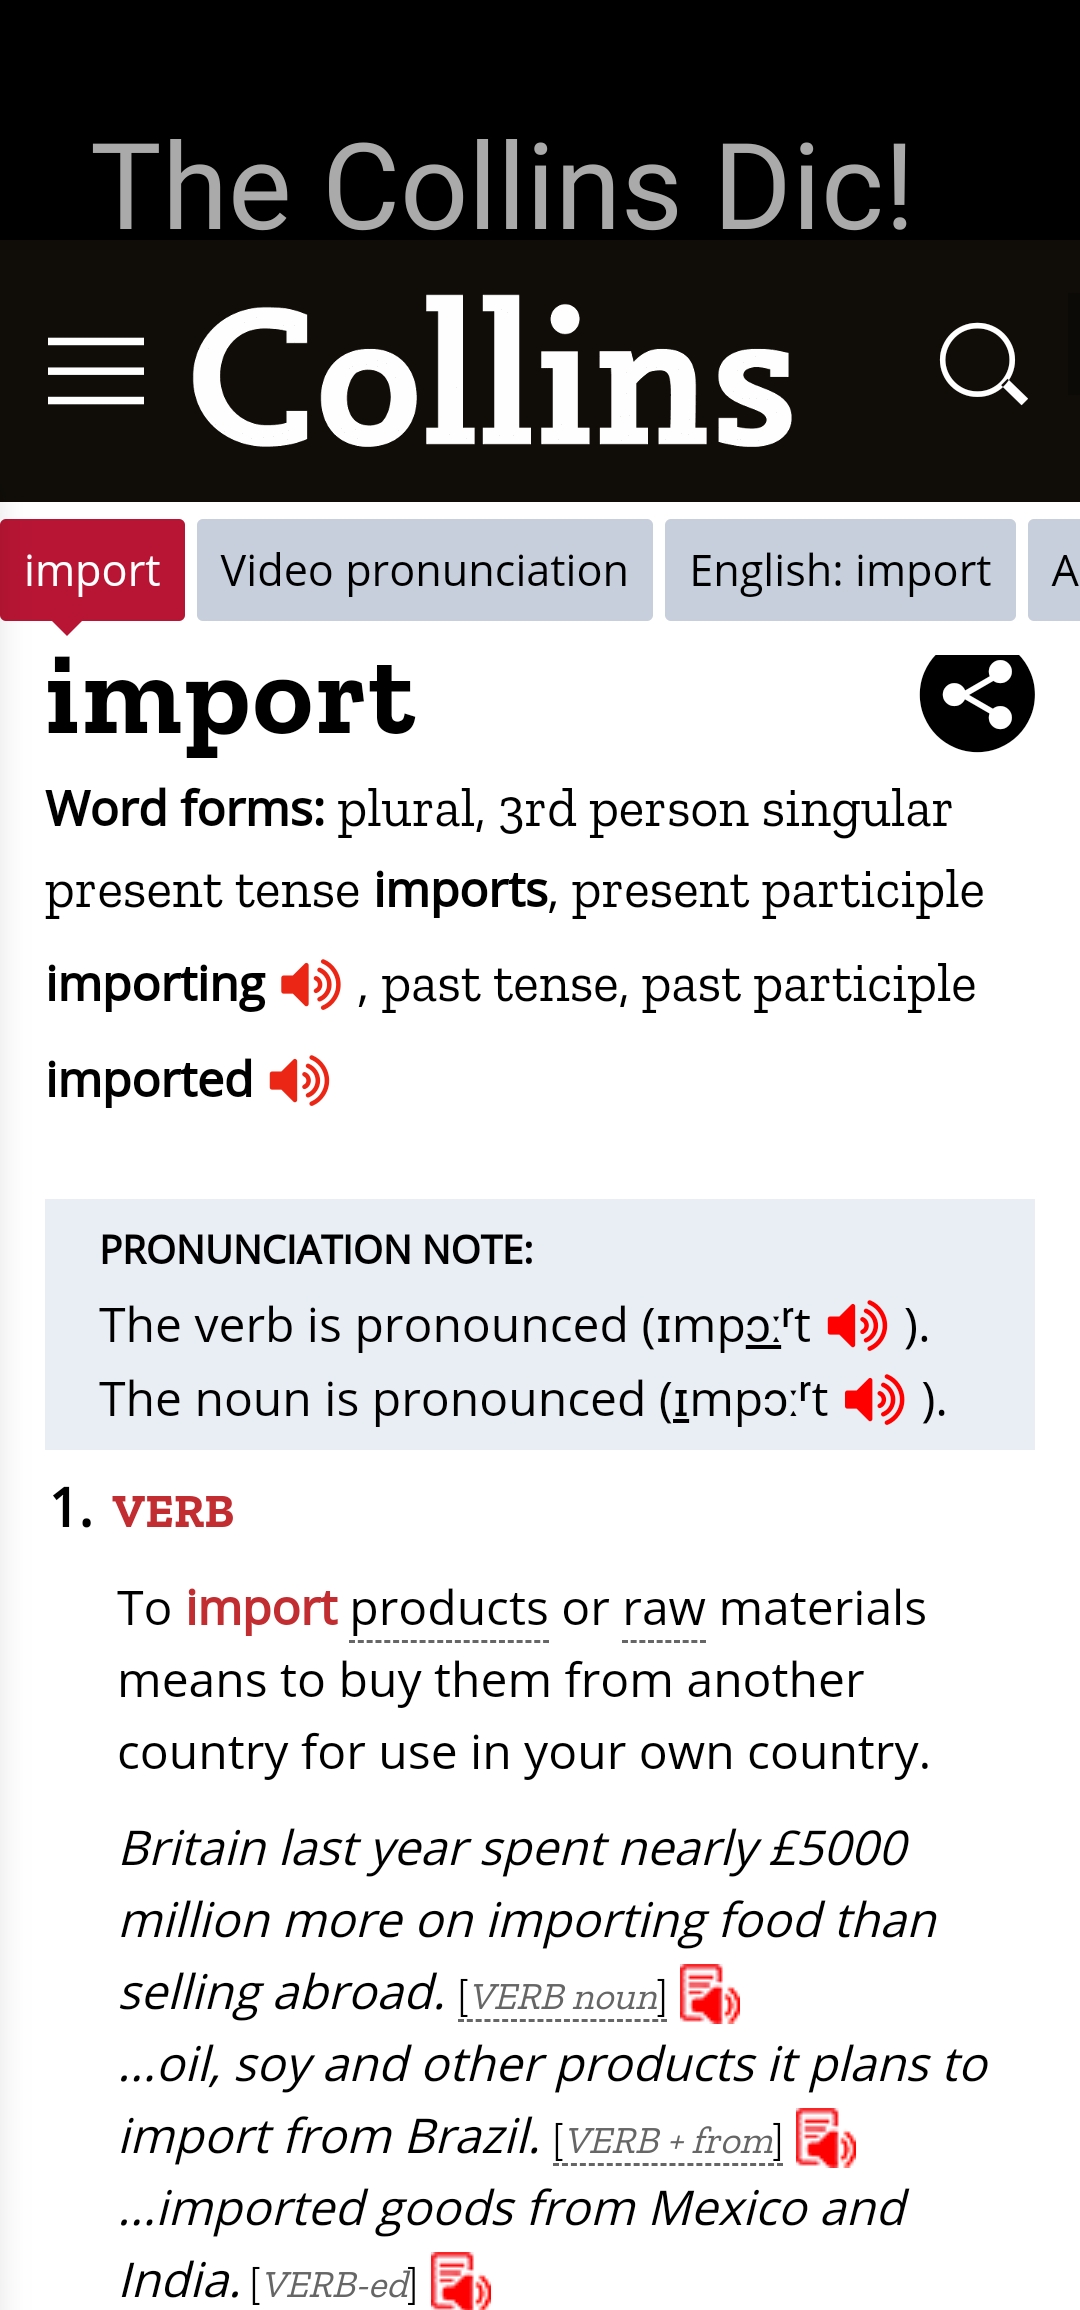 The Collins Dic!
Collins
import Video pronunciation English: import A
import
Word forms: plural, 3rd person singular
present tense imports, present participle
importing , past tense, past participle
imported
PRONUNCIATION NOTE:
The verb is pronounced (ɪmpɔːʳt ).
The noun is pronounced (ɪmpɔːʳt ).
1. VERB
To import products or raw materials
means to buy them from another
country for use in your own country.
Britain last year spent nearly £5000
million more on importing food than
selling abroad. [VERB noun]
...oil, soy and other products it plans to
import from Brazil. [VERB + from]
...imported goods from Mexico and
India. [VERB-ed]